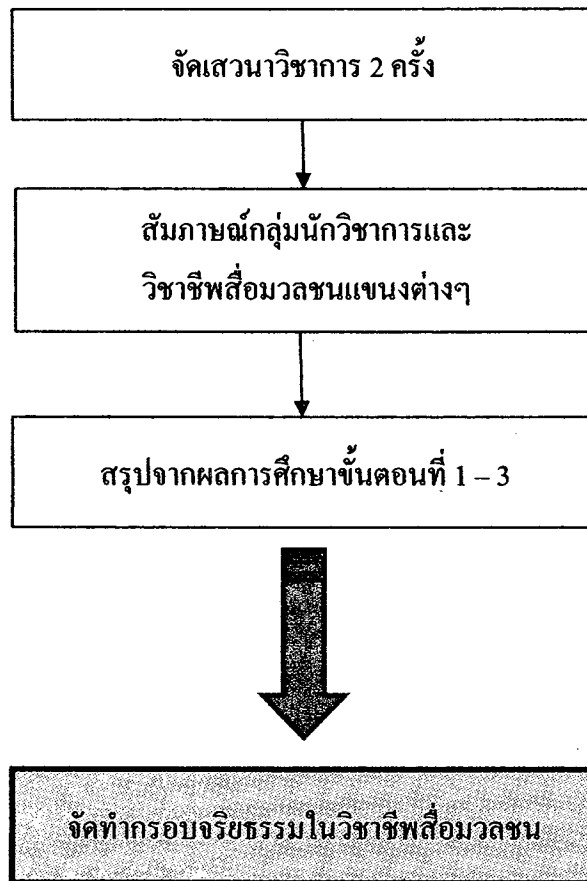 จัดเสวนาวิชาการ 2 ครั้ง
สัมภาษณ์กลุ่มนักวิชาการและ
วิชาชีพสื่อมวลชนแขนงต่างๆ
สรุปจากผลการศึกษาขั้นตอนที่ 1 – 3
จัดทำกรอบจริยธรรมในวิชาชีพสื่อมวลชน